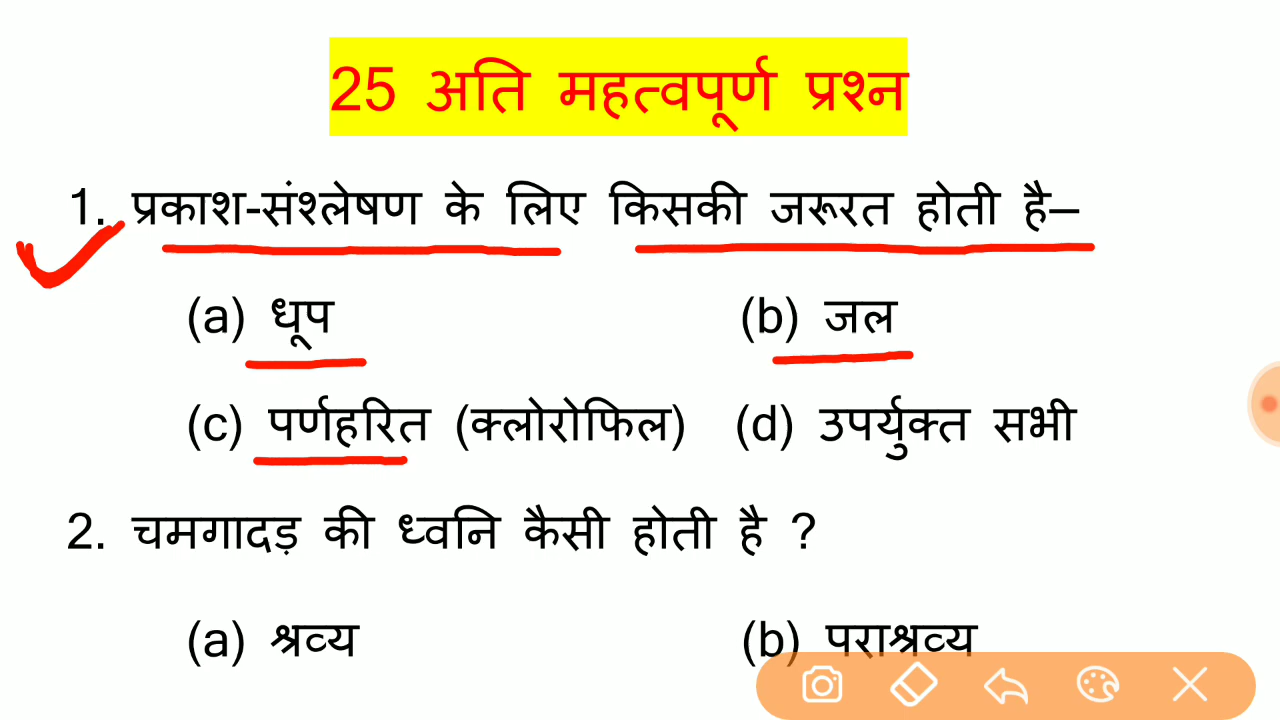 25 अति महत्वपूर्ण प्रश्न
1. प्रकाश-संश्लेषण के लिए किसकी जरूरत होती है–
(a) धूप (b) जल
(c) पर्णहरित (क्लोरोफिल) (d) उपर्युक्त सभी
2. चमगादड़ की ध्वनि कैसी होती है ?
(a) श्रव्य (b) पराश्रव्य